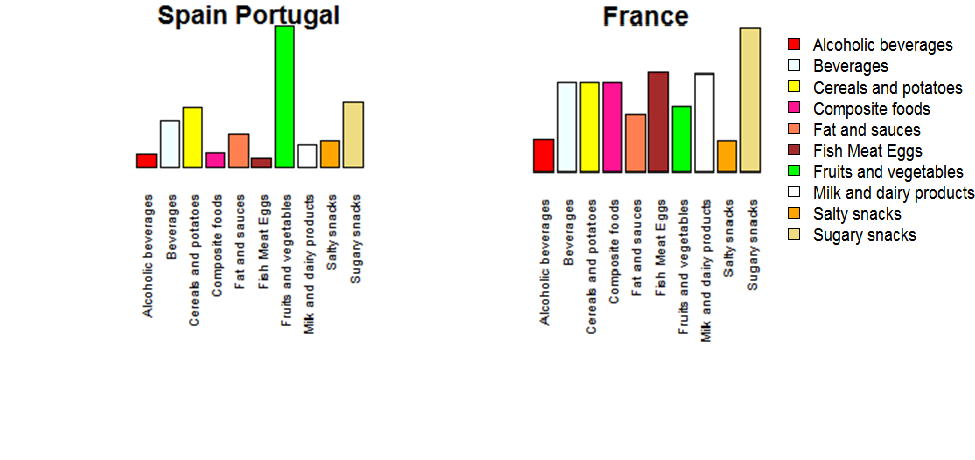 Spain Portugal
Alcoholic beverages
Beverages
Cereals and potatoes
Composite foods
Fat and sauces
Fish Meat Eggs
Fruits and vegetables
Milk and dairy products
Salty snacks
Sugary snacks
France
Alcoholic beverages
Beverages
Cereals and potatoes
Composite foods
Fat and sauces
Fish Meat Eggs
Fruits and vegetables
Milk and dairy products
Salty snacks
Sugary snacks
Alcoholic beverages
Beverages
Cereals and potatoes
Composite foods
Fat and sauces
Fish Meat Eggs
Fruits and vegetables
Milk and dairy products
Salty snacks
Sugary snacks